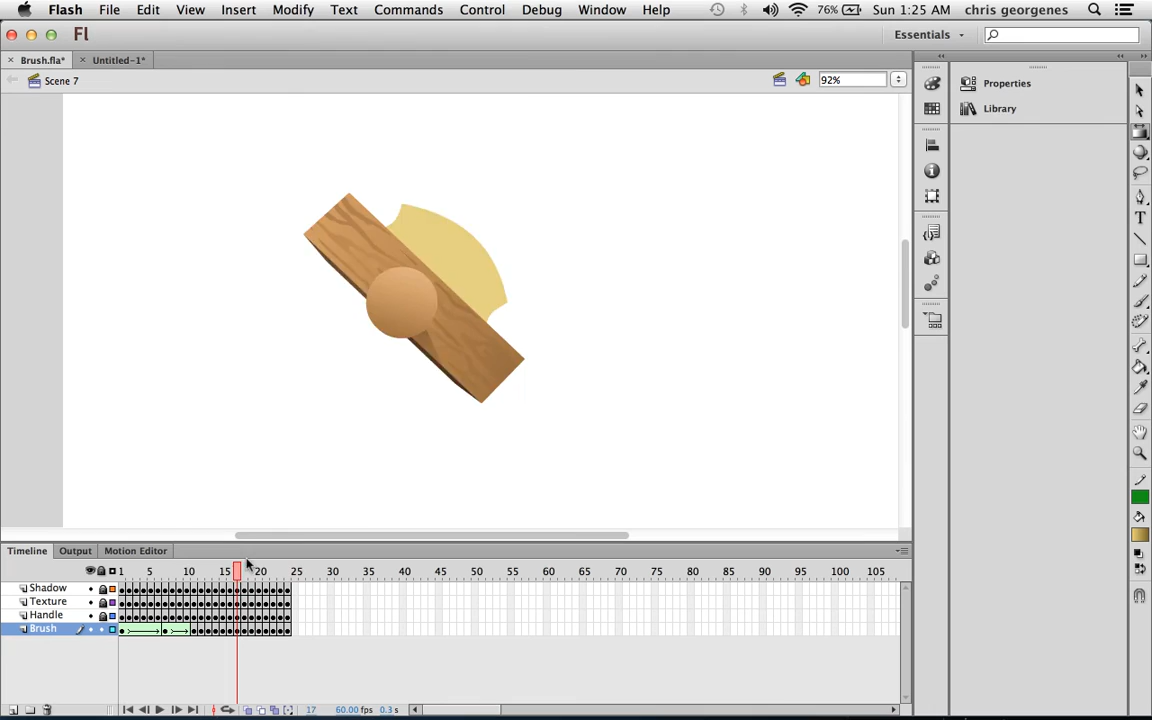 Flash File Edit View Insert Modify Text Commands Control Debug Window Help 76% Sun 1:25 AM chris georgenes
Fl Essentials
Brush.fla* Untitled-1*
Scene 7 92%
Properties
Library
T
Timeline Output Motion Editor
1 5 10 15 20 25 30 35 40 45 50 55 60 65 70 75 80 85 90 95 100 105
Shadow
Texture
Handle
Brush
17 60.00 fps 0.3 s